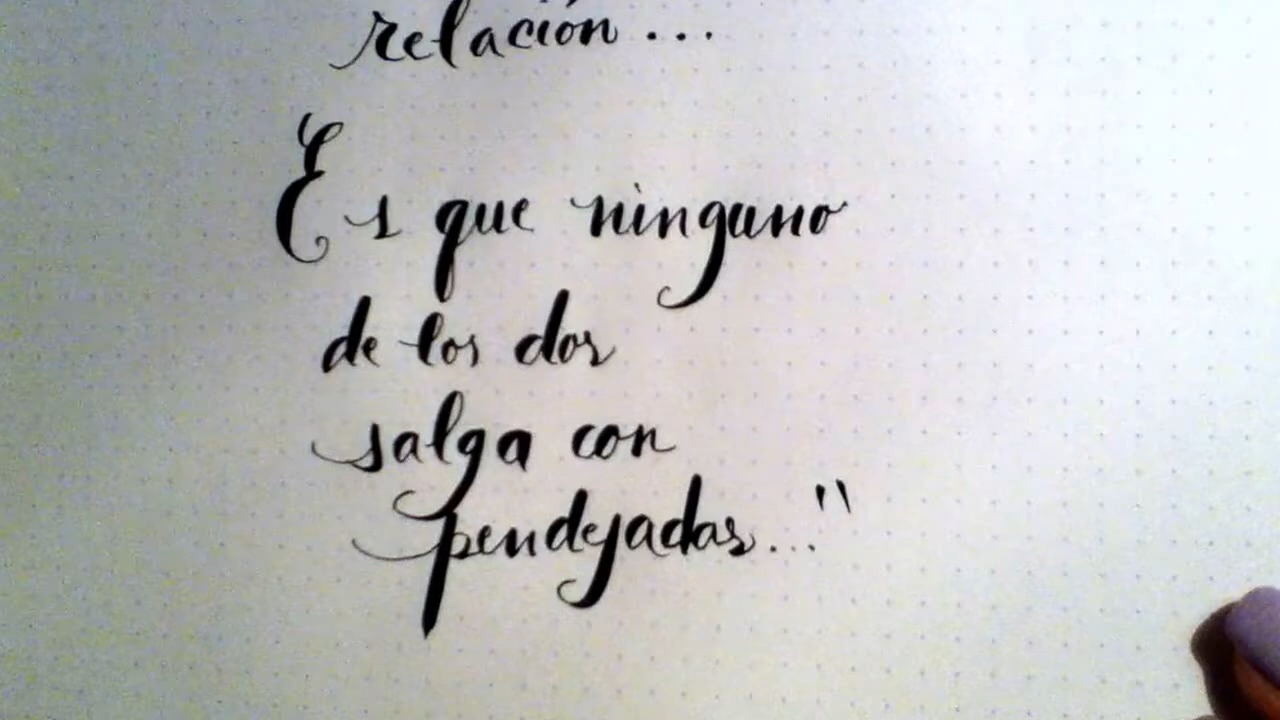 relación...
Es que ninguno
de los dos
salga con
pendejadas..."